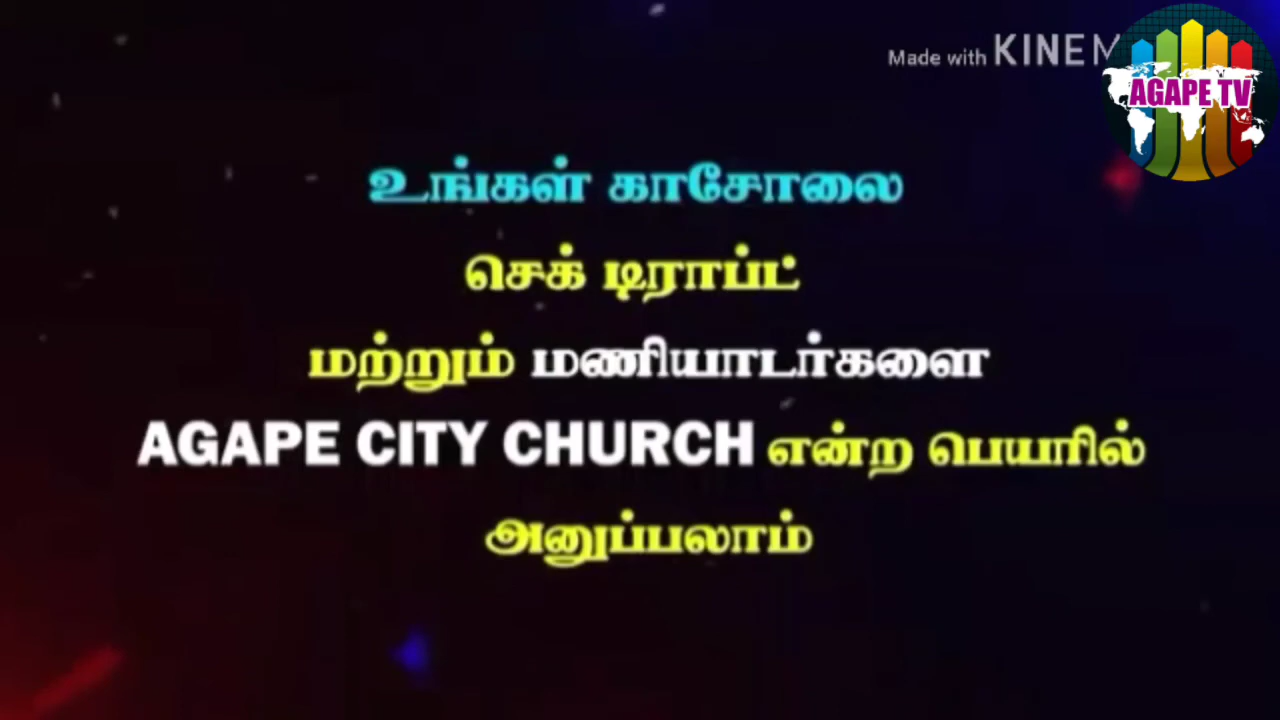 Made with KINEM
AGAPE TV
உங்கள் காசோலை
செக் டிராப்ட்
மற்றும் மணியாடர்களை
AGAPE CITY CHURCH என்ற பெயரில்
அனுப்பலாம்